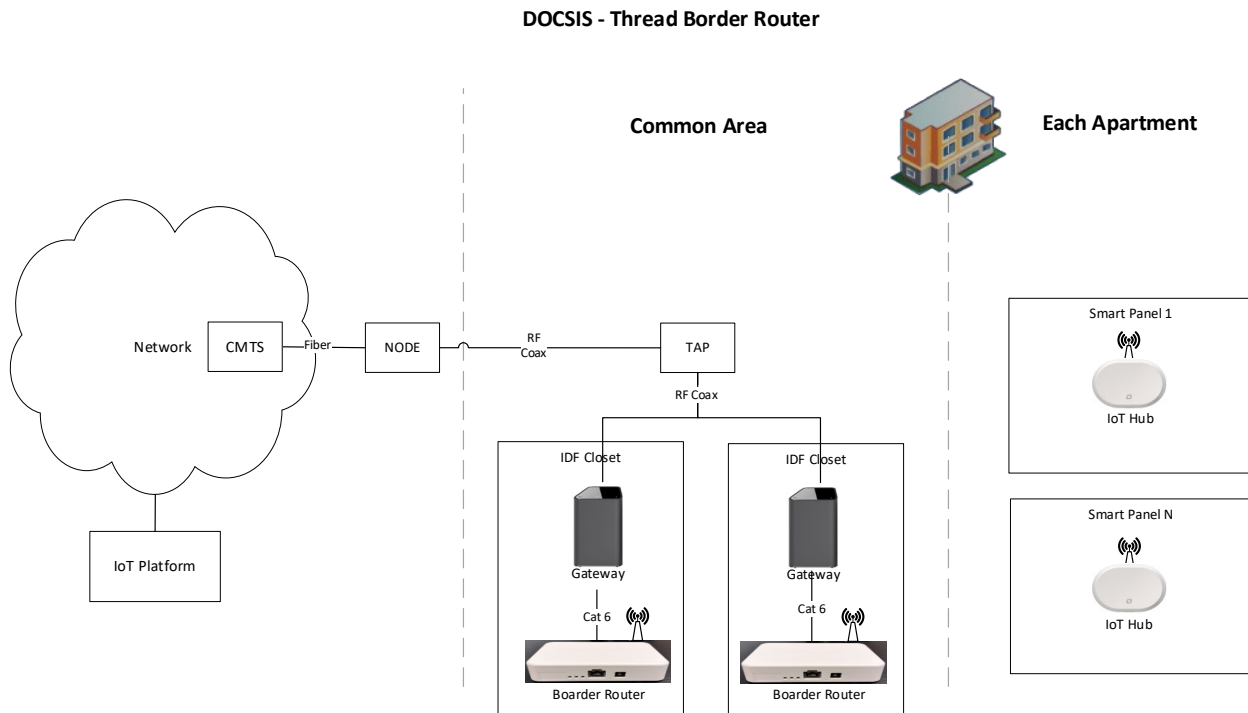 DOCSIS - Thread Border Router
Common Area
Each Apartment
Network
CMTS
Fiber
NODE
RF
Coax
TAP
RF Coax
IoT Platform
IDF Closet
Gateway
Cat 6
Boarder Router
IDF Closet
Gateway
Cat 6
Boarder Router
Smart Panel 1
IoT Hub
Smart Panel N
IoT Hub